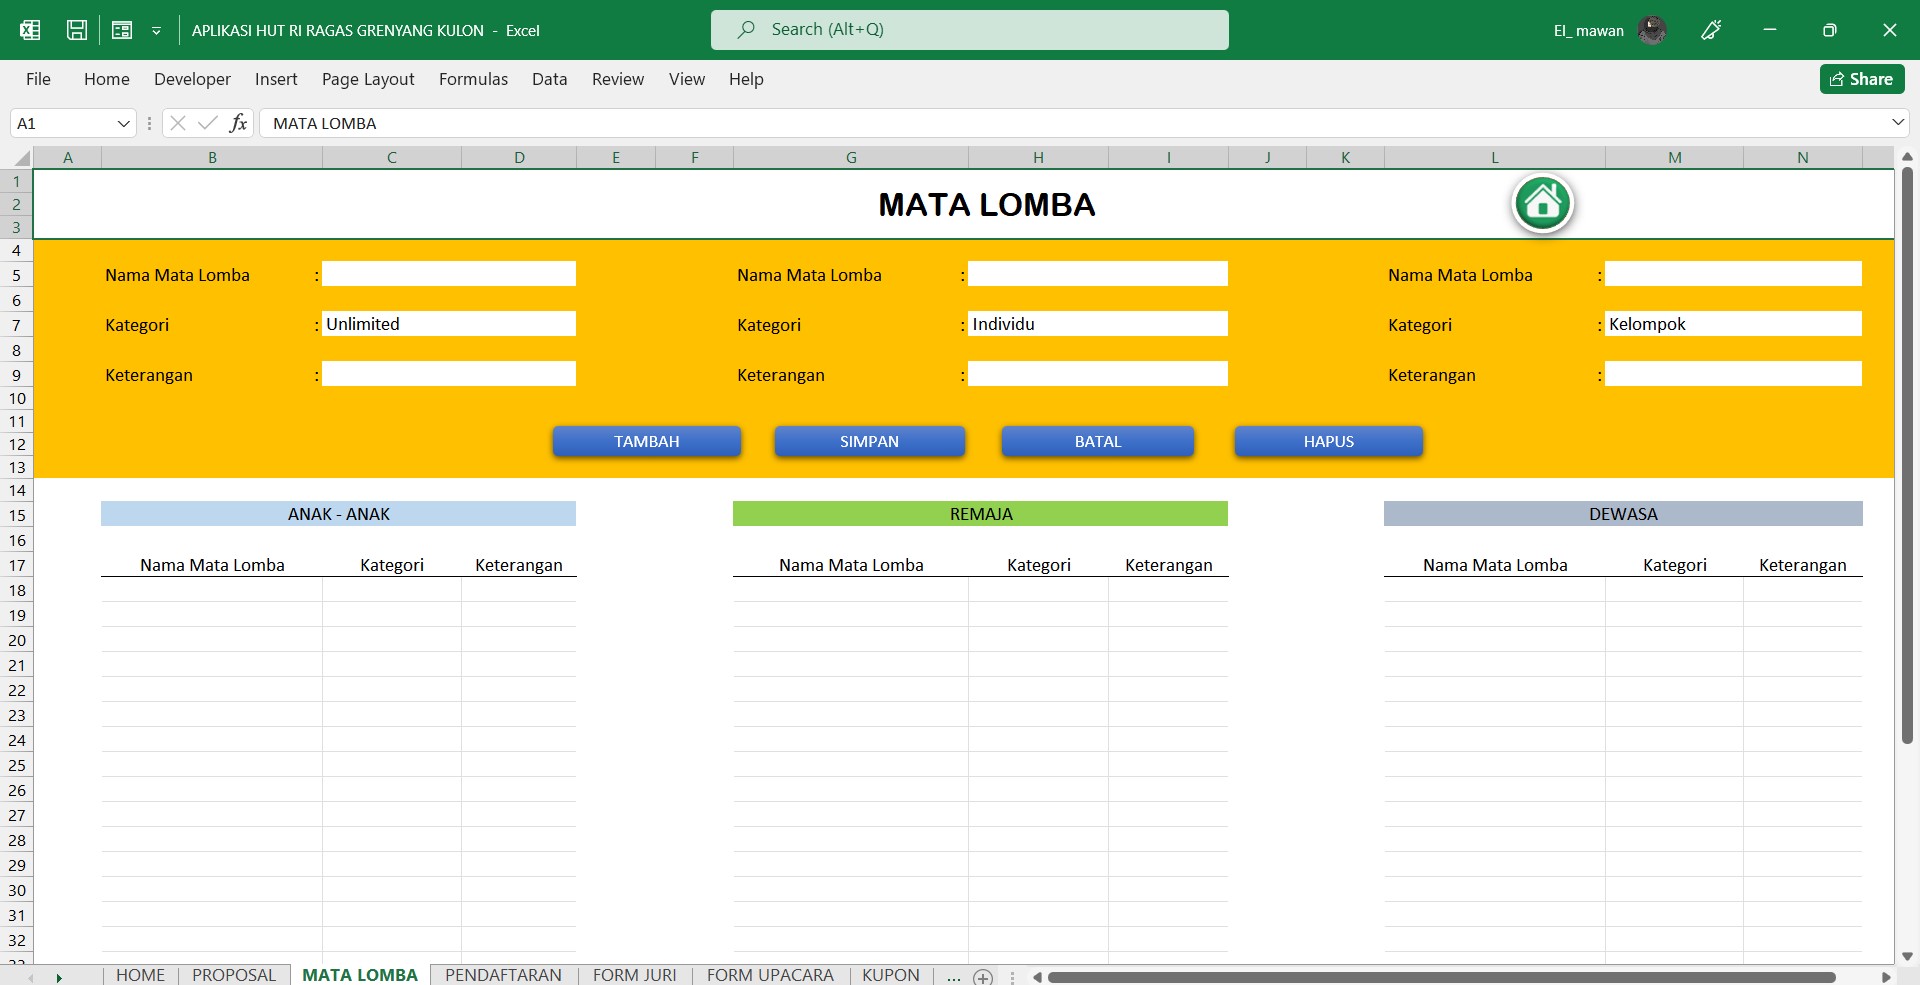 APLIKASI HUT RI RAGAS GRENYANG KULON - Excel
Search (Alt+Q)
El_ mawan
File Home Developer Insert Page Layout Formulas Data Review View Help
Share
A1
fx
MATA LOMBA
A B C D E F G H I J K L M N
1
2
3
4
5
6
7
8
9
10
11
12
13
14
15
16
17
18
19
20
21
22
23
24
25
26
27
28
29
30
31
32
33
MATA LOMBA
Nama Mata Lomba : Nama Mata Lomba : Nama Mata Lomba :
Kategori : Unlimited Kategori : Individu Kategori : Kelompok
Keterangan : Keterangan : Keterangan :
TAMBAH SIMPAN BATAL HAPUS
ANAK - ANAK REMAJA DEWASA
Nama Mata Lomba Kategori Keterangan Nama Mata Lomba Kategori Keterangan Nama Mata Lomba Kategori Keterangan
HOME PROPOSAL MATA LOMBA PENDAFTARAN FORM JURI FORM UPACARA KUPON ...